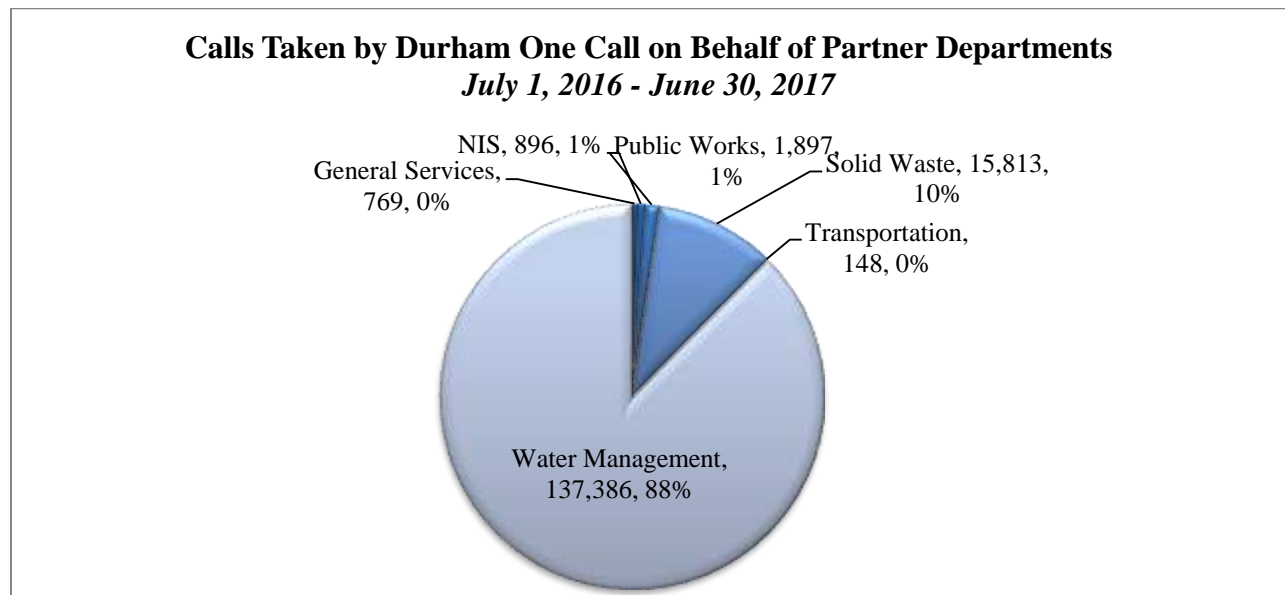 Calls Taken by Durham One Call on Behalf of Partner Departments
July 1, 2016 - June 30, 2017
NIS, 896, 1%
Public Works, 1,897,
1%
General Services,
769, 0%
Solid Waste, 15,813,
10%
Transportation,
148, 0%
Water Management,
137,386, 88%